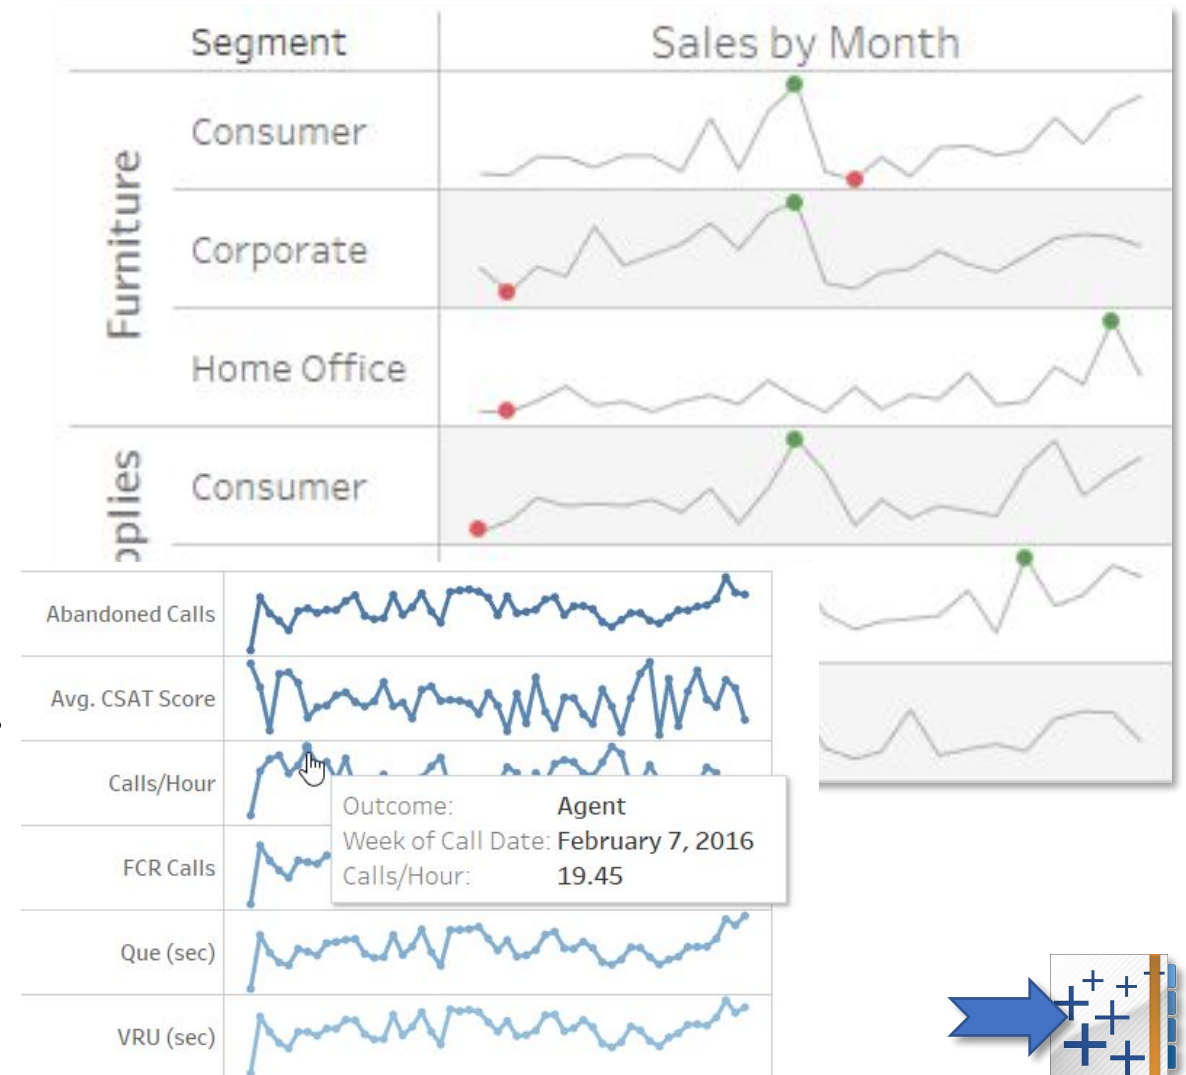 Segment
Sales by Month
Furniture
Consumer
Corporate
Home Office
pplies
Consumer
Abandoned Calls
Avg. CSAT Score
Calls/Hour
Outcome: Agent
Week of Call Date: February 7, 2016
Calls/Hour: 19.45
FCR Calls
Que (sec)
VRU (sec)